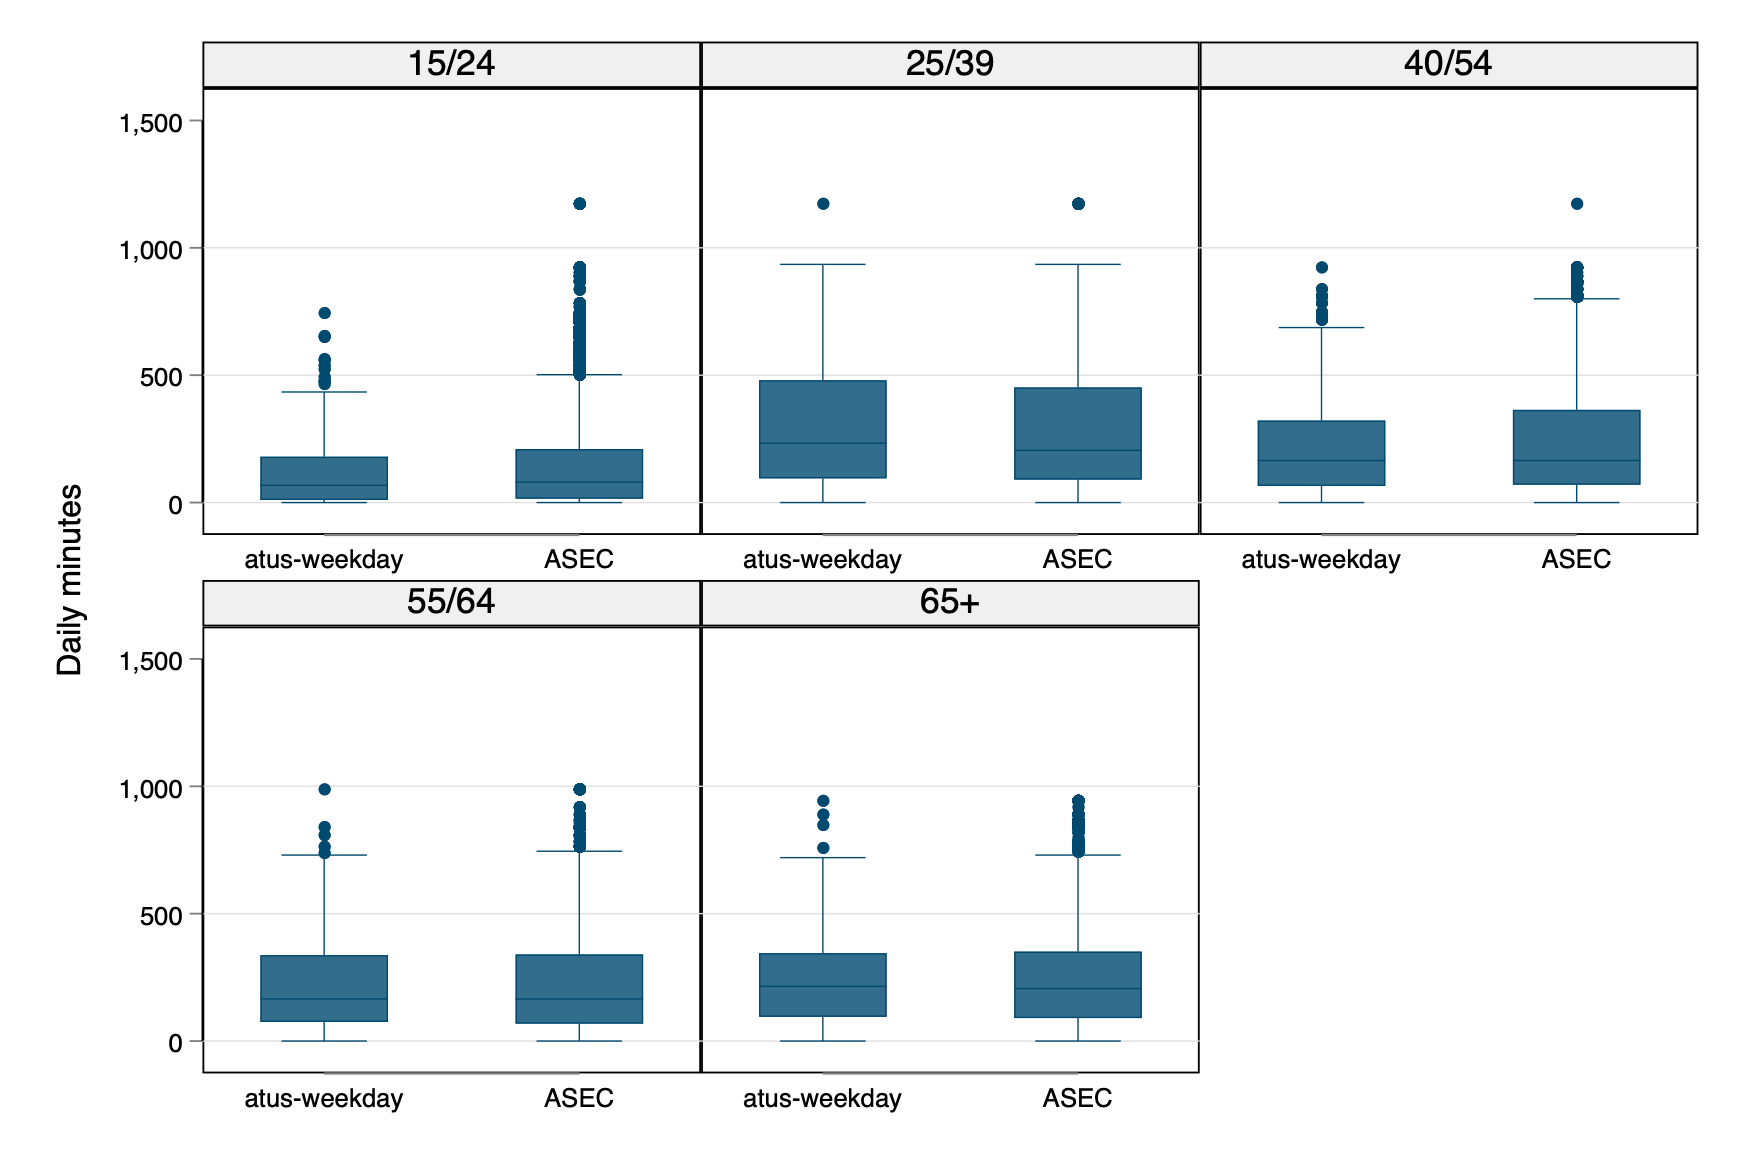 15/24 25/39 40/54
1,500
1,000
500
0
atus-weekday ASEC atus-weekday ASEC atus-weekday ASEC
Daily minutes
55/64 65+
1,500
1,000
500
0
atus-weekday ASEC atus-weekday ASEC